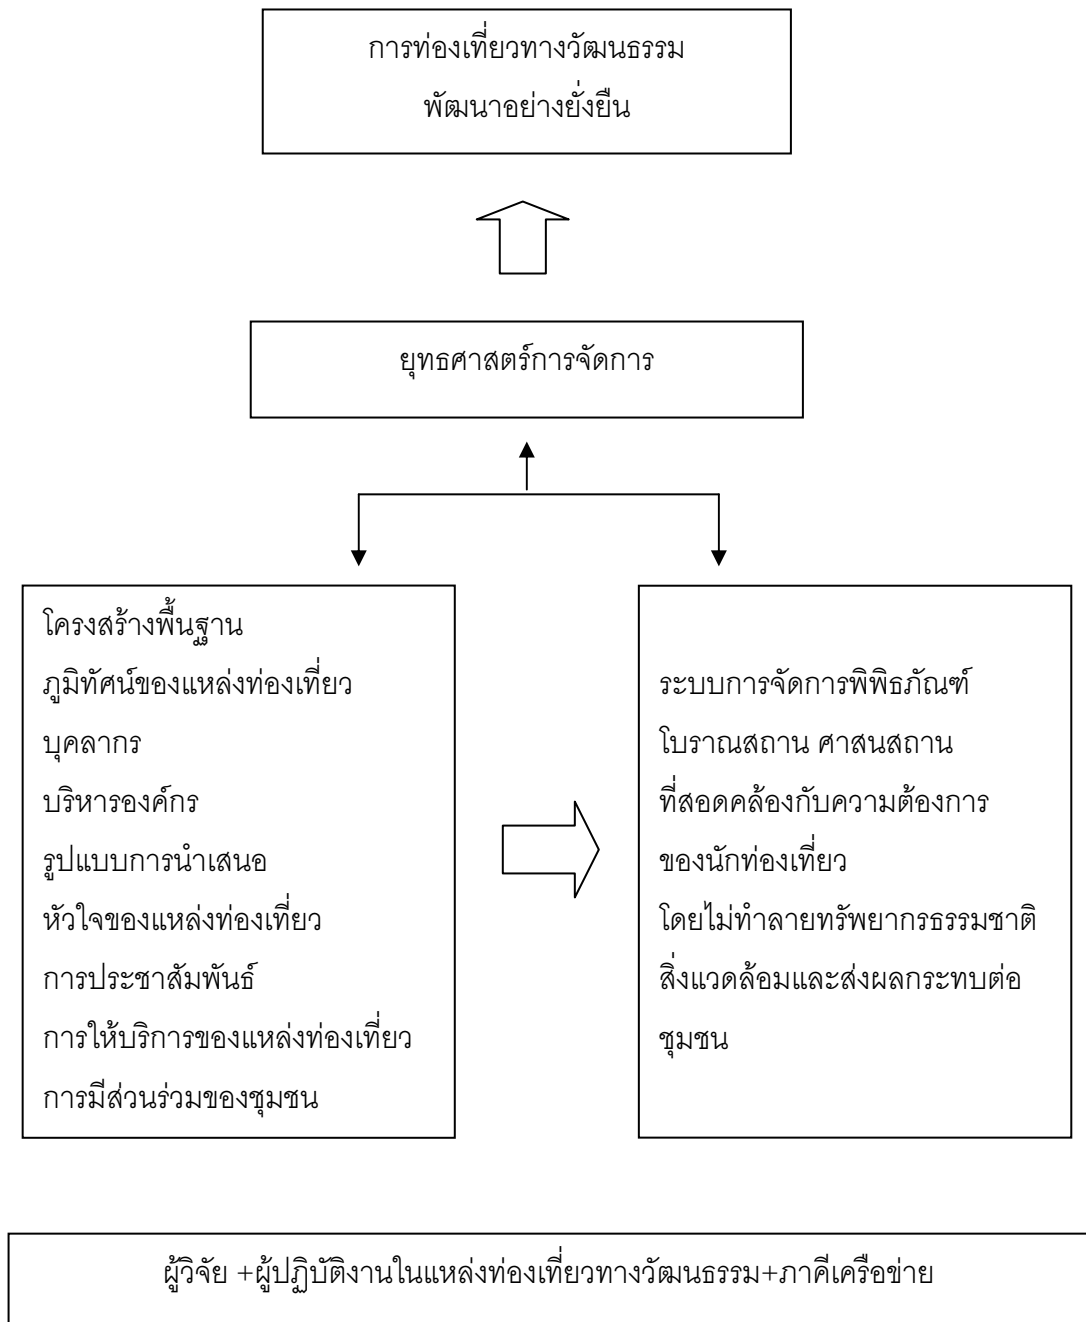 การท่องเที่ยวทางวัฒนธรรม
พัฒนาอย่างยั่งยืน
ยุทธศาสตร์การจัดการ
โครงสร้างพื้นฐาน
ภูมิทัศน์ของแหล่งท่องเที่ยว
บุคลากร
บริหารองค์กร
รูปแบบการนำเสนอ
หัวใจของแหล่งท่องเที่ยว
การประชาสัมพันธ์
การให้บริการของแหล่งท่องเที่ยว
การมีส่วนร่วมของชุมชน
ระบบการจัดการพิพิธภัณฑ์
โบราณสถาน ศาสนสถาน
ที่สอดคล้องกับความต้องการ
ของนักท่องเที่ยว
โดยไม่ทำลายทรัพยากรธรรมชาติ
สิ่งแวดล้อมและส่งผลกระทบต่อ
ชุมชน
ผู้วิจัย +ผู้ปฏิบัติงานในแหล่งท่องเที่ยวทางวัฒนธรรม+ภาคีเครือข่าย